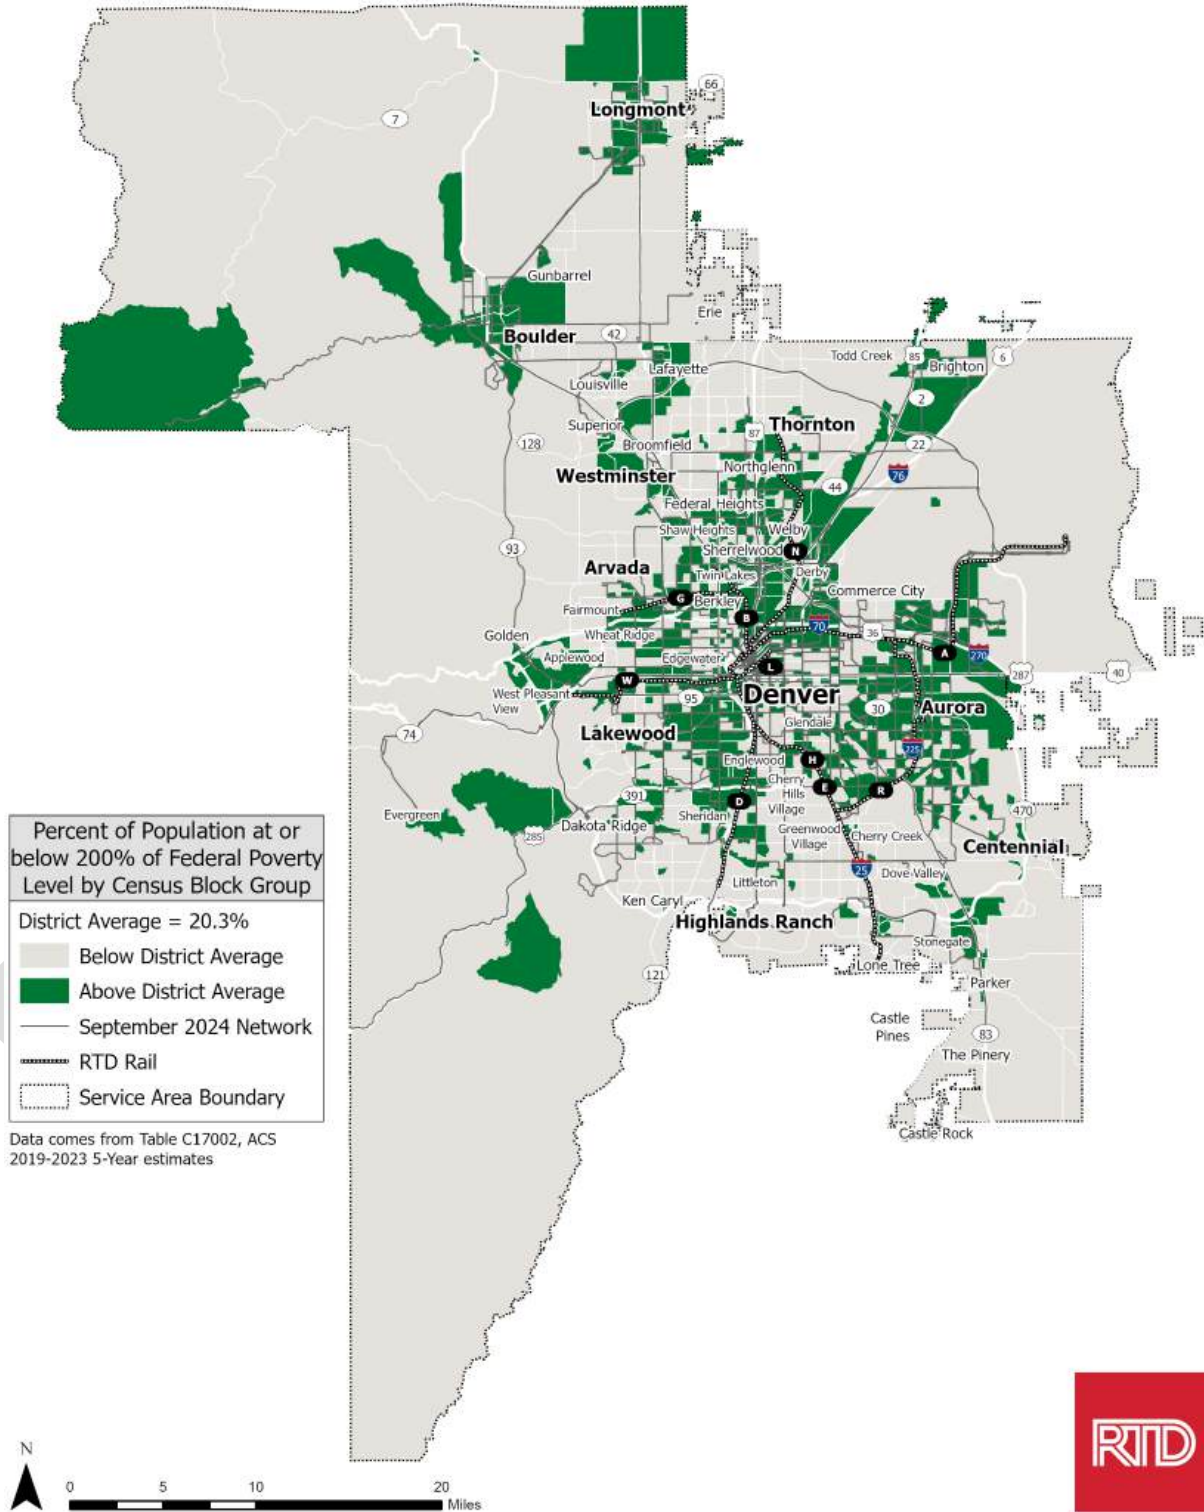 66
Longmont
7
Gunbarrel
Erie
Boulder
42
Todd Creek
85
Brighton
6
Lafayette
Louisville
2
Superior
87
Thornton
128
Broomfield
22
Northglenn
Westminster
76
44
Federal Heights
Shaw Heights
Welby
93
Sherrelwood
N
Arvada
Twin Lakes
Derby
Commerce City
G
Berkley
Fairmount
B
70
36
Golden
Wheat Ridge
Applewood
Edgewater
L
A
270
287
40
W
West Pleasant
View
95
Denver
30
Aurora
74
Lakewood
Glendale
225
Englewood
H
Cherry
Hills
Village
E
R
391
D
Evergreen
Sheridan
470
285
Dakota Ridge
Greenwood
Village
Cherry Creek
Centennial
25
Dove Valley
Littleton
Ken Caryl
Highlands Ranch
Stonegate
121
Lone Tree
Parker
Castle
Pines
83
The Pinery
Castle Rock
Percent of Population at or
below 200% of Federal Poverty
Level by Census Block Group
District Average = 20.3%
Below District Average
Above District Average
September 2024 Network
RTD Rail
Service Area Boundary
Data comes from Table C17002, ACS
2019-2023 5-Year estimates
N
0 5 10 20
Miles
RTD